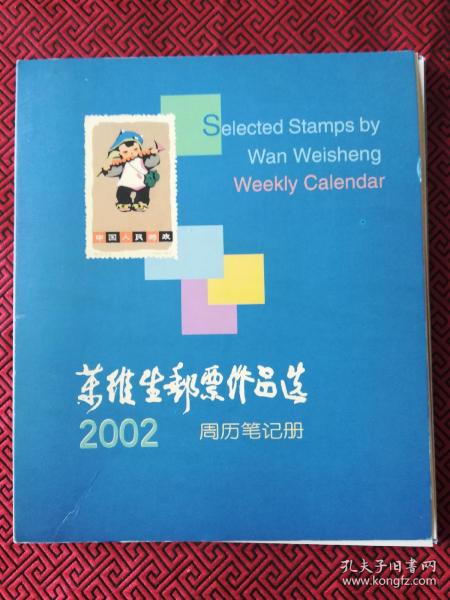 Selected Stamps by
Wan Weisheng
Weekly Calendar
中国人民邮政
万维生邮票作品选
2002 周历笔记册
孔夫子旧书网
www.kongfz.com